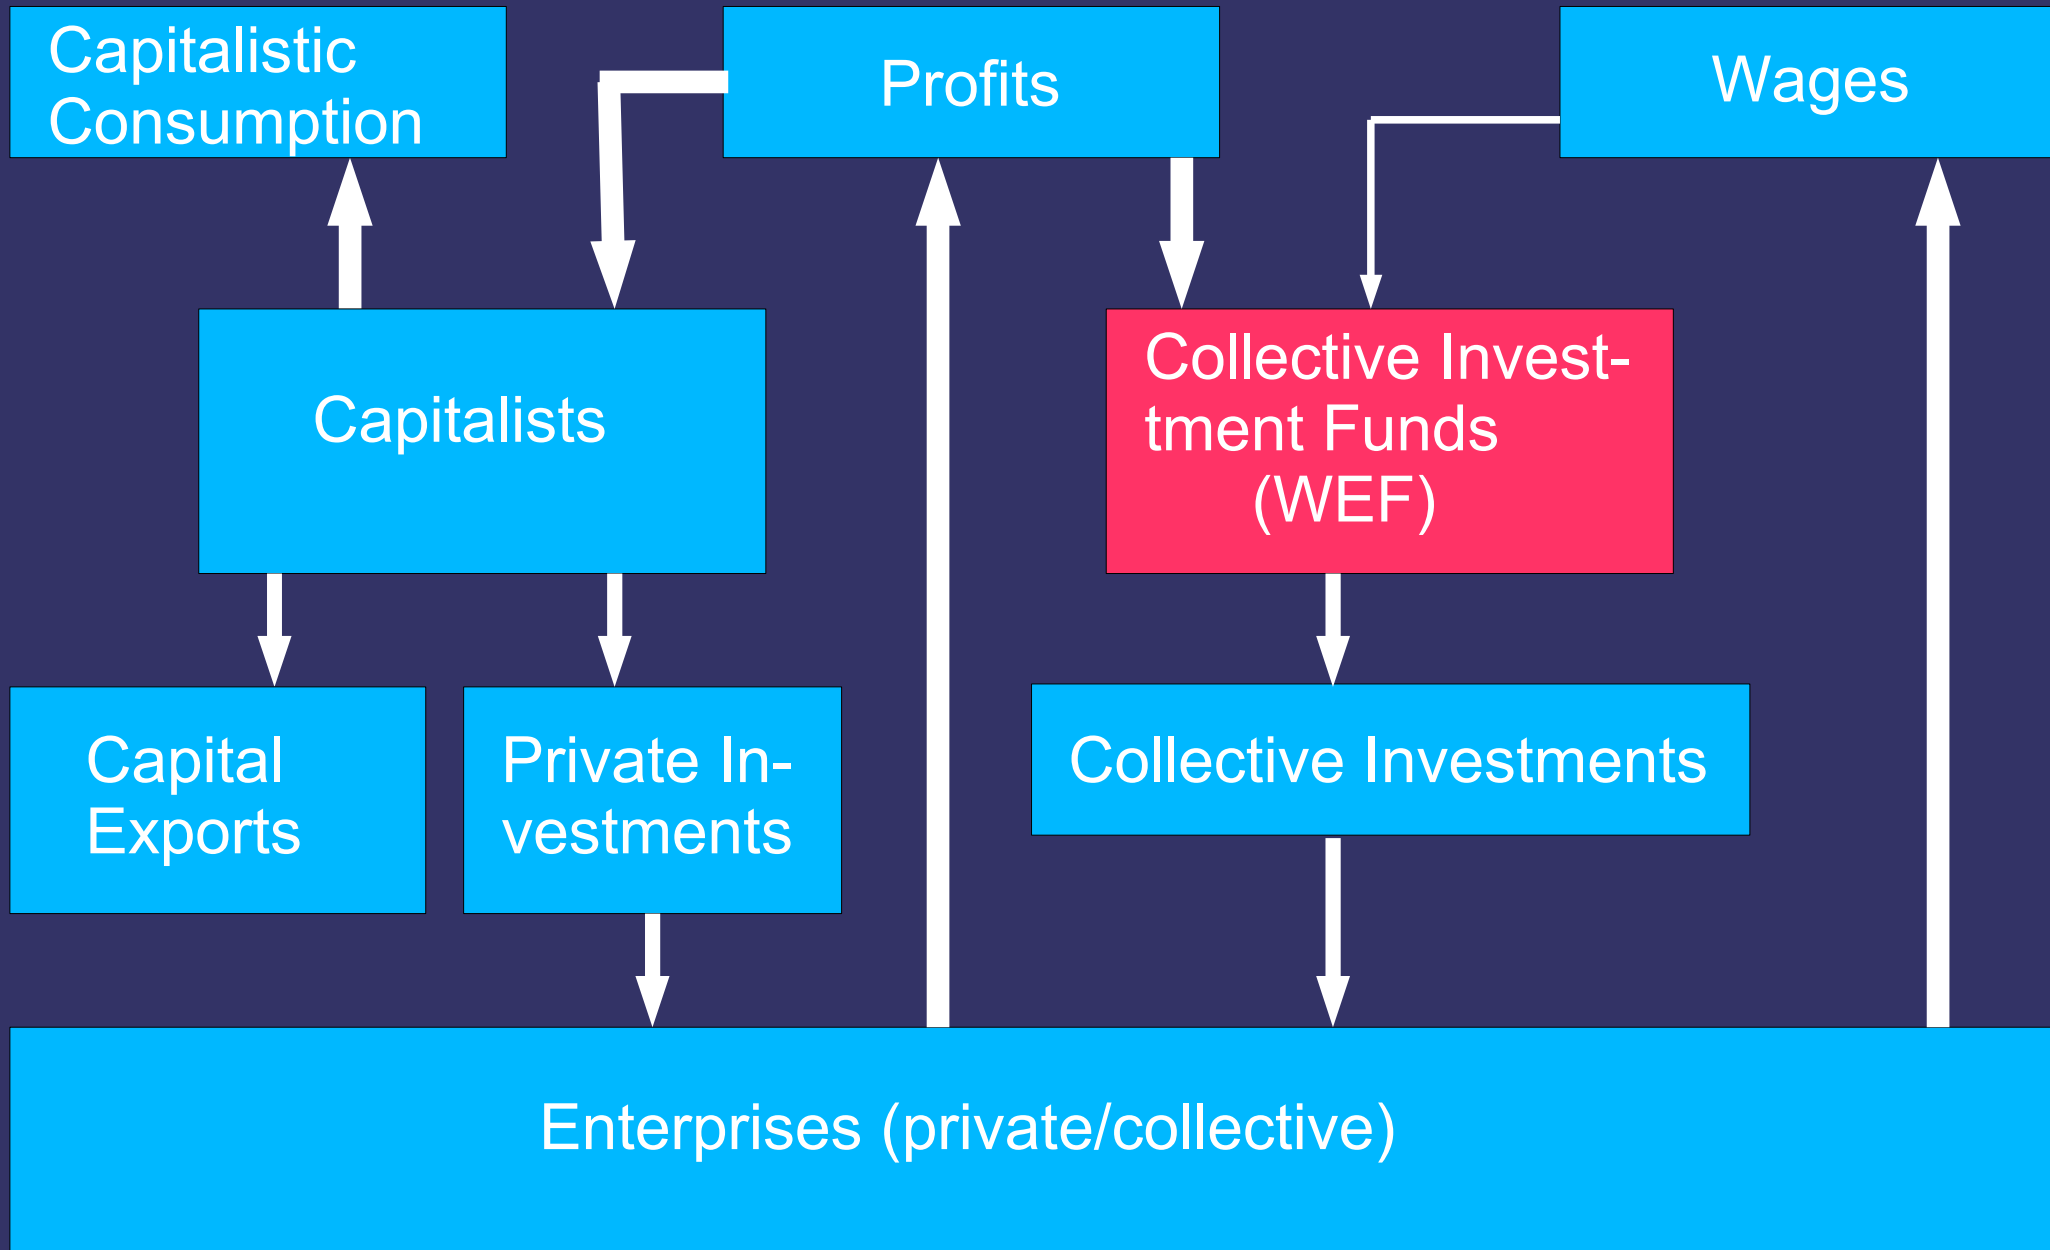 Capitalistic
Consumption
Profits
Wages
Capitalists
Collective Invest-
tment Funds
(WEF)
Capital
Exports
Private In-
vestments
Collective Investments
Enterprises (private/collective)